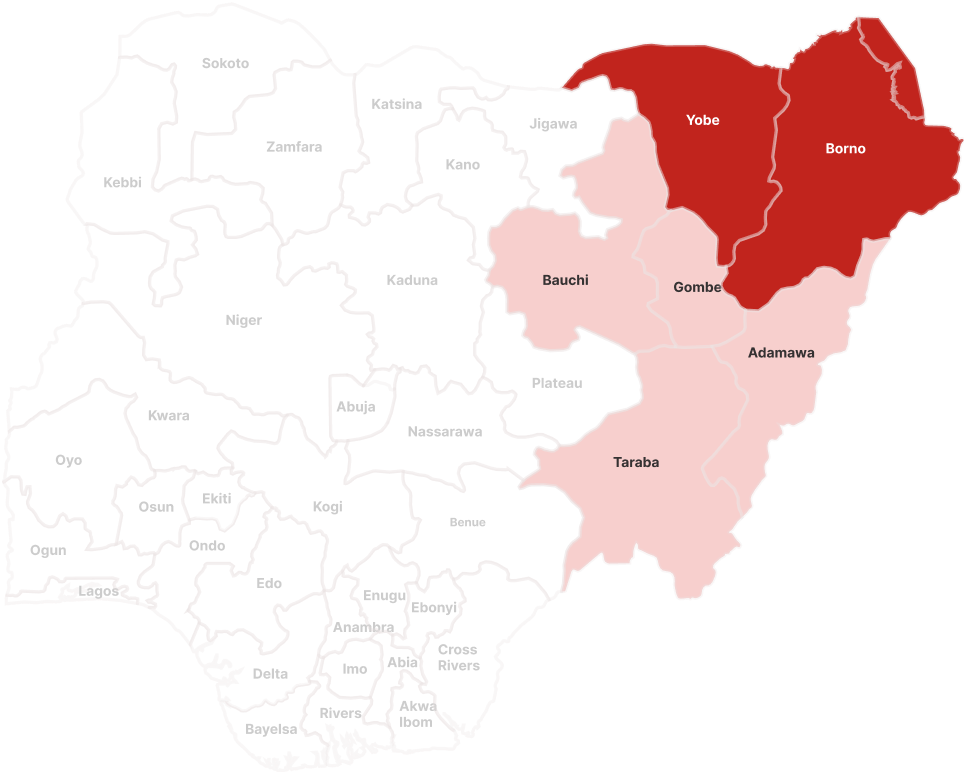 Sokoto
Katsina
Jigawa
Yobe
Zamfara
Borno
Kano
Kebbi
Kaduna
Bauchi
Gombe
Niger
Adamawa
Plateau
Abuja
Kwara
Nassarawa
Oyo
Taraba
Ekiti
Osun
Kogi
Benue
Ondo
Ogun
Edo
Lagos
Enugu
Ebonyi
Anambra
Cross
Rivers
Imo
Abia
Delta
Rivers
Akwa
Ibom
Bayelsa